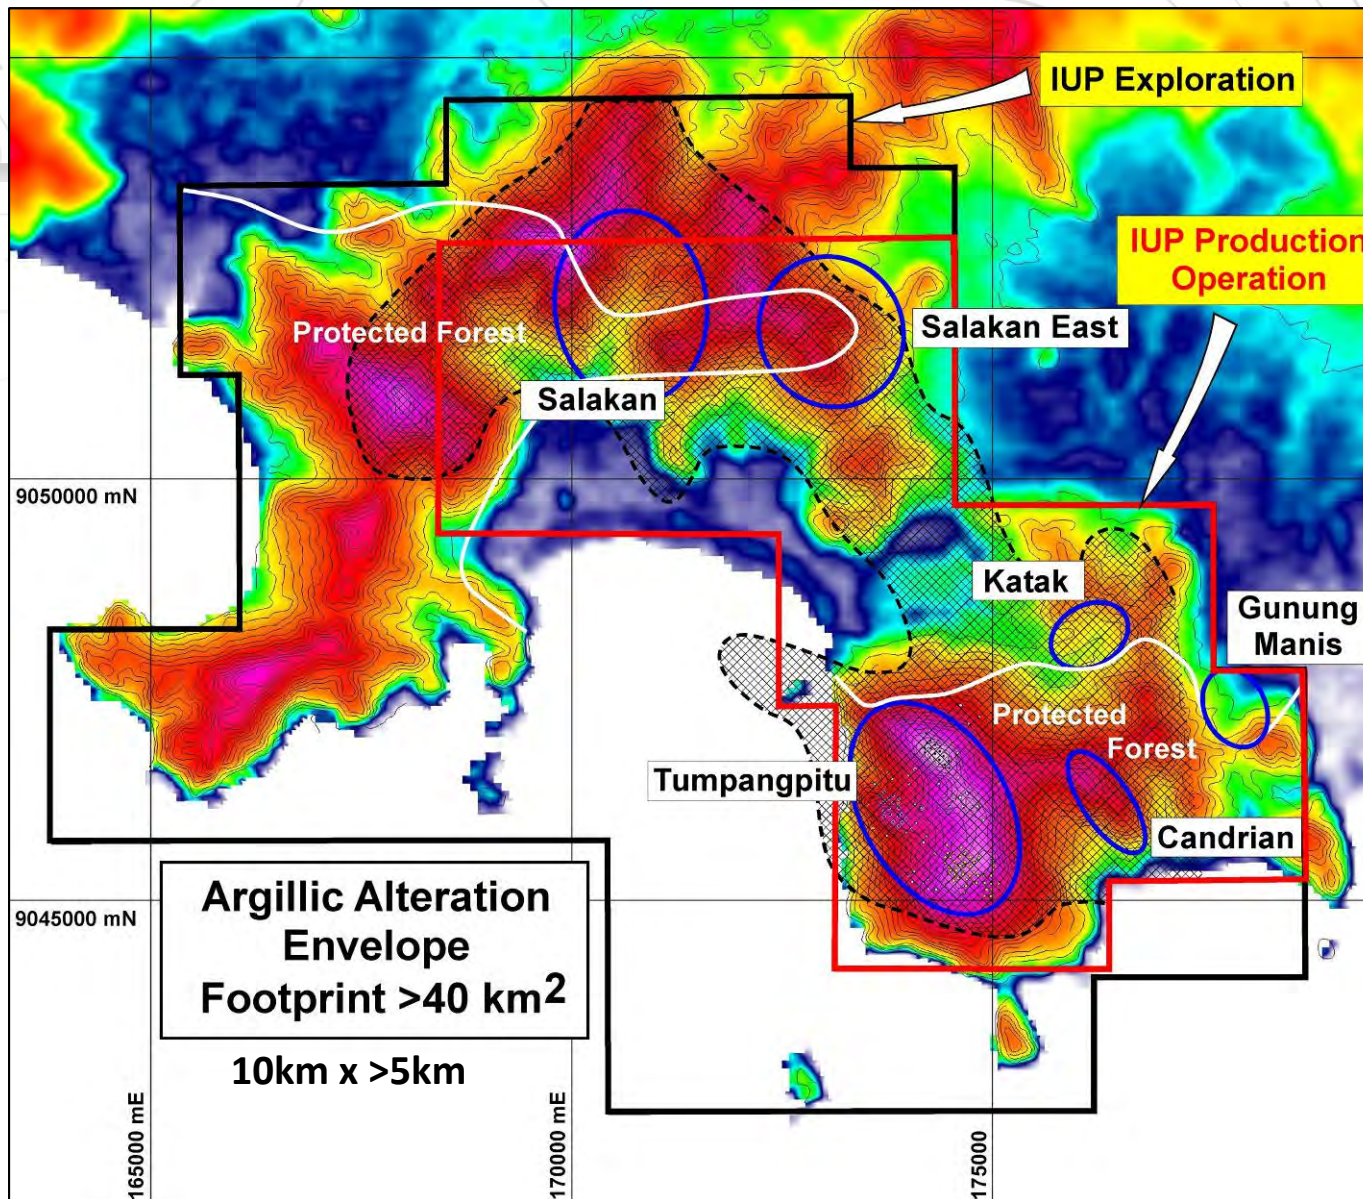 IUP Exploration
IUP Production
Operation
Protected Forest
Salakan East
Salakan
9050000 mN
Katak
Gunung
Manis
Protected
Forest
Tumpangpitu
Candrian
9045000 mN
Argillic Alteration
Envelope
Footprint >40 km²
10km x >5km
165000 mE
170000 mE
175000